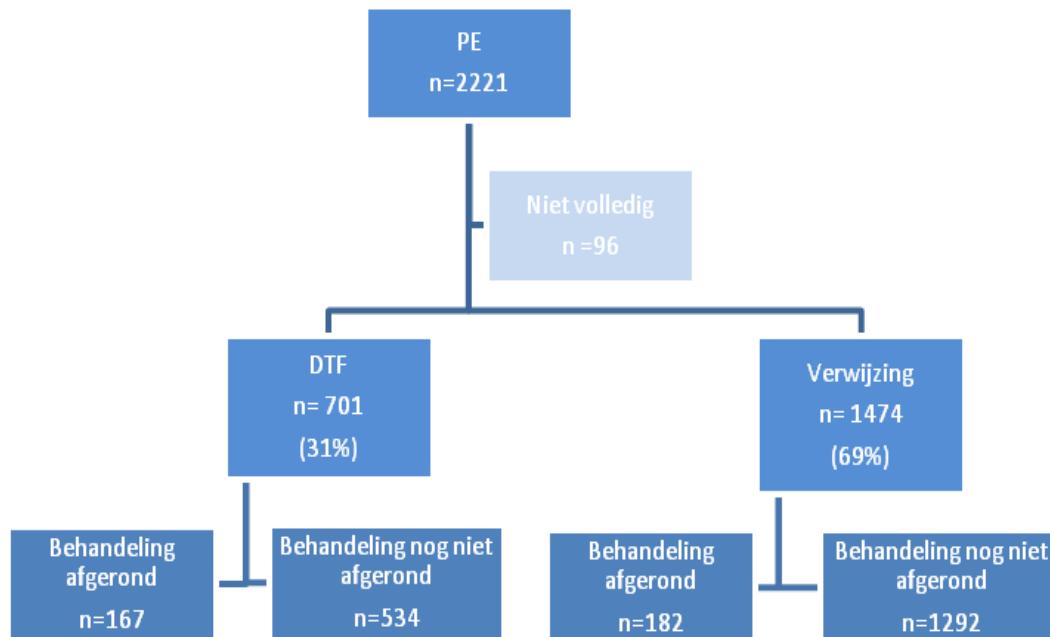 PE
n=2221
Niet volledig
n =96
DTF
n= 701
(31%)
Verwijzing
n= 1474
(69%)
Behandeling
afgerond
n=167
Behandeling nog niet
afgerond
n=534
Behandeling
afgerond
n=182
Behandeling nog niet
afgerond
n=1292